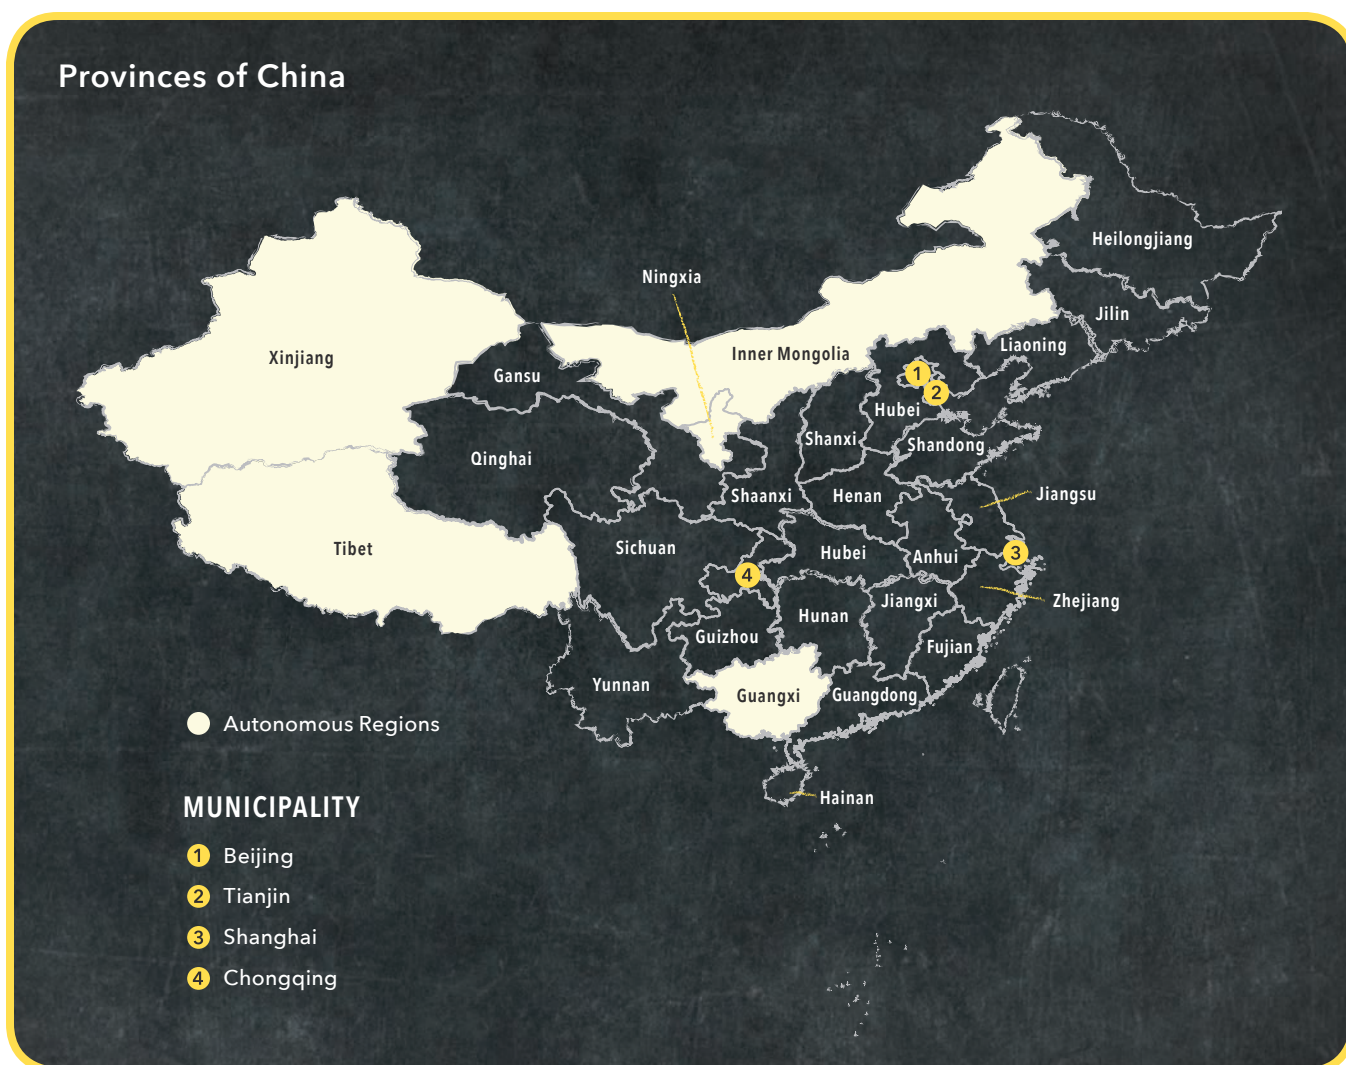 Provinces of China
Heilongjiang
Ningxia
Jilin
Liaoning
Inner Mongolia
Xinjiang
Gansu
1
2
Hubei
Shanxi
Shandong
Qinghai
Shaanxi
Henan
Jiangsu
Tibet
Sichuan
Hubei
Anhui
3
4
Jiangxi
Zhejiang
Hunan
Guizhou
Fujian
Yunnan
Guangxi
Guangdong
Autonomous Regions
Hainan
MUNICIPALITY
1 Beijing
2 Tianjin
3 Shanghai
4 Chongqing